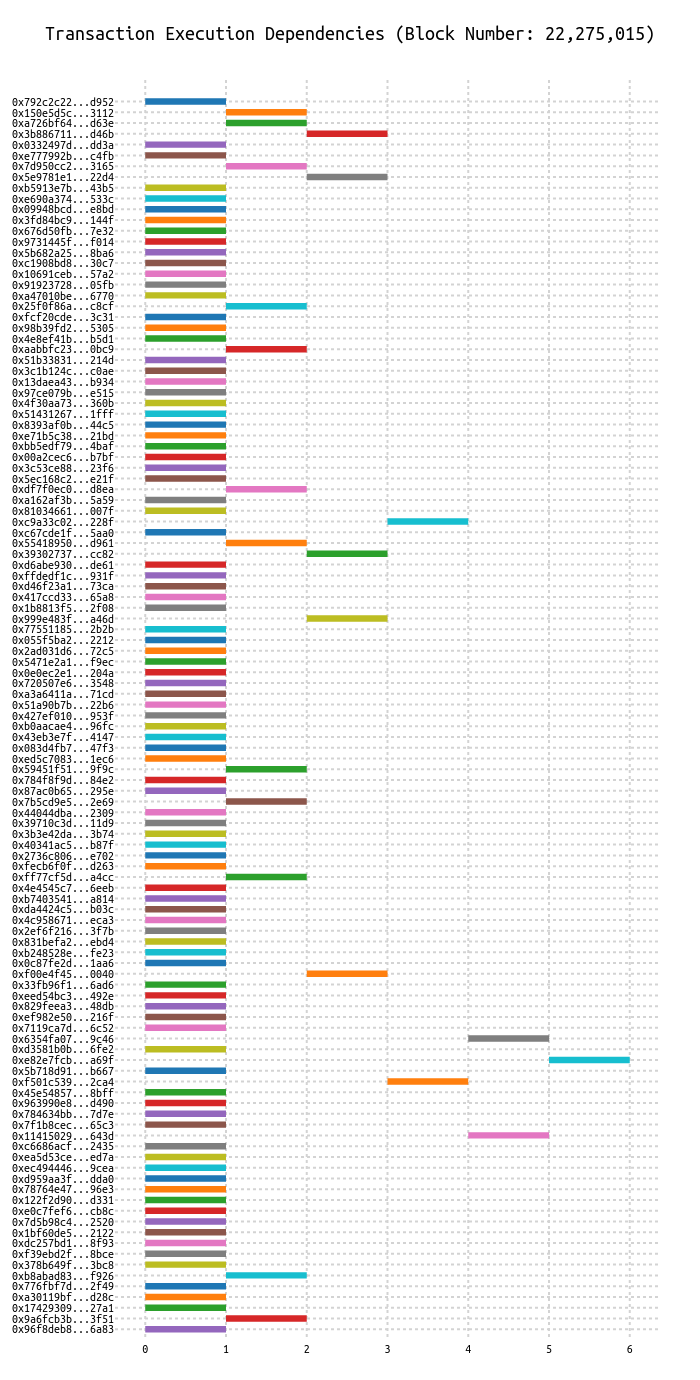 Transaction Execution Dependencies (Block Number: 22,275,015)
0x792c2c22...d952
0x150e5d5c...3112
0xa726bf64...d63e
0x3b886711...d46b
0x0332497d...dd3a
0xe777992b...c4fb
0x7d950cc2...3165
0x5e9781e1...22d4
0xb5913e7b...43b5
0xe690a374...533c
0x09948bcd...e8bd
0x3fd84bc9...144f
0x676d50fb...7e32
0x9731445f...f014
0x5b682a25...8ba6
0xc1908bd8...30c7
0x10691ceb...57a2
0x91923728...05fb
0xa47010be...6770
0x25f0f86a...c8cf
0xfcf20cde...3c31
0x98b39fd2...5305
0x4e8ef41b...b5d1
0xaabbfc23...0bc9
0x51b33831...214d
0x3c1b124c...c0ae
0x13daea43...b934
0x97ce079b...e515
0x4f30aa73...360b
0x51431267...1fff
0x8393af0b...44c5
0xe71b5c38...21bd
0xbb5edf79...4baf
0x00a2cec6...b7bf
0x3c53ce88...23f6
0x5ec168c2...e21f
0xdf7f0ec0...d8ea
0xa162af3b...5a59
0x81034661...007f
0xc9a33c02...228f
0xc67cde1f...5aa0
0x55418950...d961
0x39302737...cc82
0xd6abe930...de61
0xffdedf1c...931f
0xd46f23a1...73ca
0x417ccd33...65a8
0x1b8813f5...2f08
0x999e483f...a46d
0x77551185...2b2b
0x055f5ba2...2212
0x2ad031d6...72c5
0x5471e2a1...f9ec
0x0e0ec2e1...204a
0x720507e6...3548
0xa3a6411a...71cd
0x51a90b7b...22b6
0x427ef010...953f
0xb0aacae4...96fc
0x43eb3e7f...4147
0x083d4fb7...47f3
0xed5c7083...1ec6
0x59451f51...9f9c
0x784f8f9d...84e2
0x87ac0b65...295e
0x7b5cd9e5...2e69
0x44044dba...2309
0x39710c3d...11d9
0x3b3e42da...3b74
0x40341ac5...b87f
0x2736c806...e702
0xfecb6f0f...d263
0xff77cf5d...a4cc
0x4e4545c7...6eeb
0xb7403541...a814
0xda4424c5...b03c
0x4c958671...eca3
0x2ef6f216...3f7b
0x831befa2...ebd4
0xb248528e...fe23
0x0c87fe2d...1aa6
0xf00e4f45...0040
0x33fb96f1...6ad6
0xeed54bc3...492e
0x829feea3...48db
0xef982e50...216f
0x7119ca7d...6c52
0x6354fa07...9c46
0xd3581b0b...6fe2
0xe82e7fcb...a69f
0x5b718d91...b667
0xf501c539...2ca4
0x45e54857...8bff
0x963990e8...d490
0x784634bb...7d7e
0x7f1b8cec...65c3
0x11415029...643d
0xc6686acf...2435
0xea5d53ce...ed7a
0xec494446...9cea
0xd959aa3f...dda0
0x78764e47...96e3
0x122f2d90...d331
0xe0c7fef6...cb8c
0x7d5b98c4...2520
0x1bf60de5...2122
0xdc257bd1...8f93
0xf39ebd2f...8bce
0x378b649f...3bc8
0xb8abad83...f926
0x776fbf7d...2f49
0xa30119bf...d28c
0x17429309...27a1
0x9a6fcb3b...3f51
0x96f8deb8...6a83
0 1 2 3 4 5 6